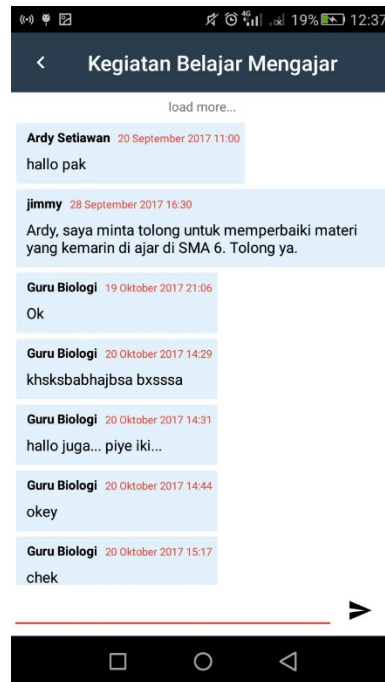 4G 19% 12:37
Kegiatan Belajar Mengajar
load more...
Ardy Setiawan 20 September 2017 11:00
hallo pak
jimmy 28 September 2017 16:30
Ardy, saya minta tolong untuk memperbaiki materi
yang kemarin di ajar di SMA 6. Tolong ya.
Guru Biologi 19 Oktober 2017 21:06
Ok
Guru Biologi 20 Oktober 2017 14:29
khsksbabhajbsa bxsssa
Guru Biologi 20 Oktober 2017 14:31
hallo juga... piye iki...
Guru Biologi 20 Oktober 2017 14:44
okey
Guru Biologi 20 Oktober 2017 15:17
chek